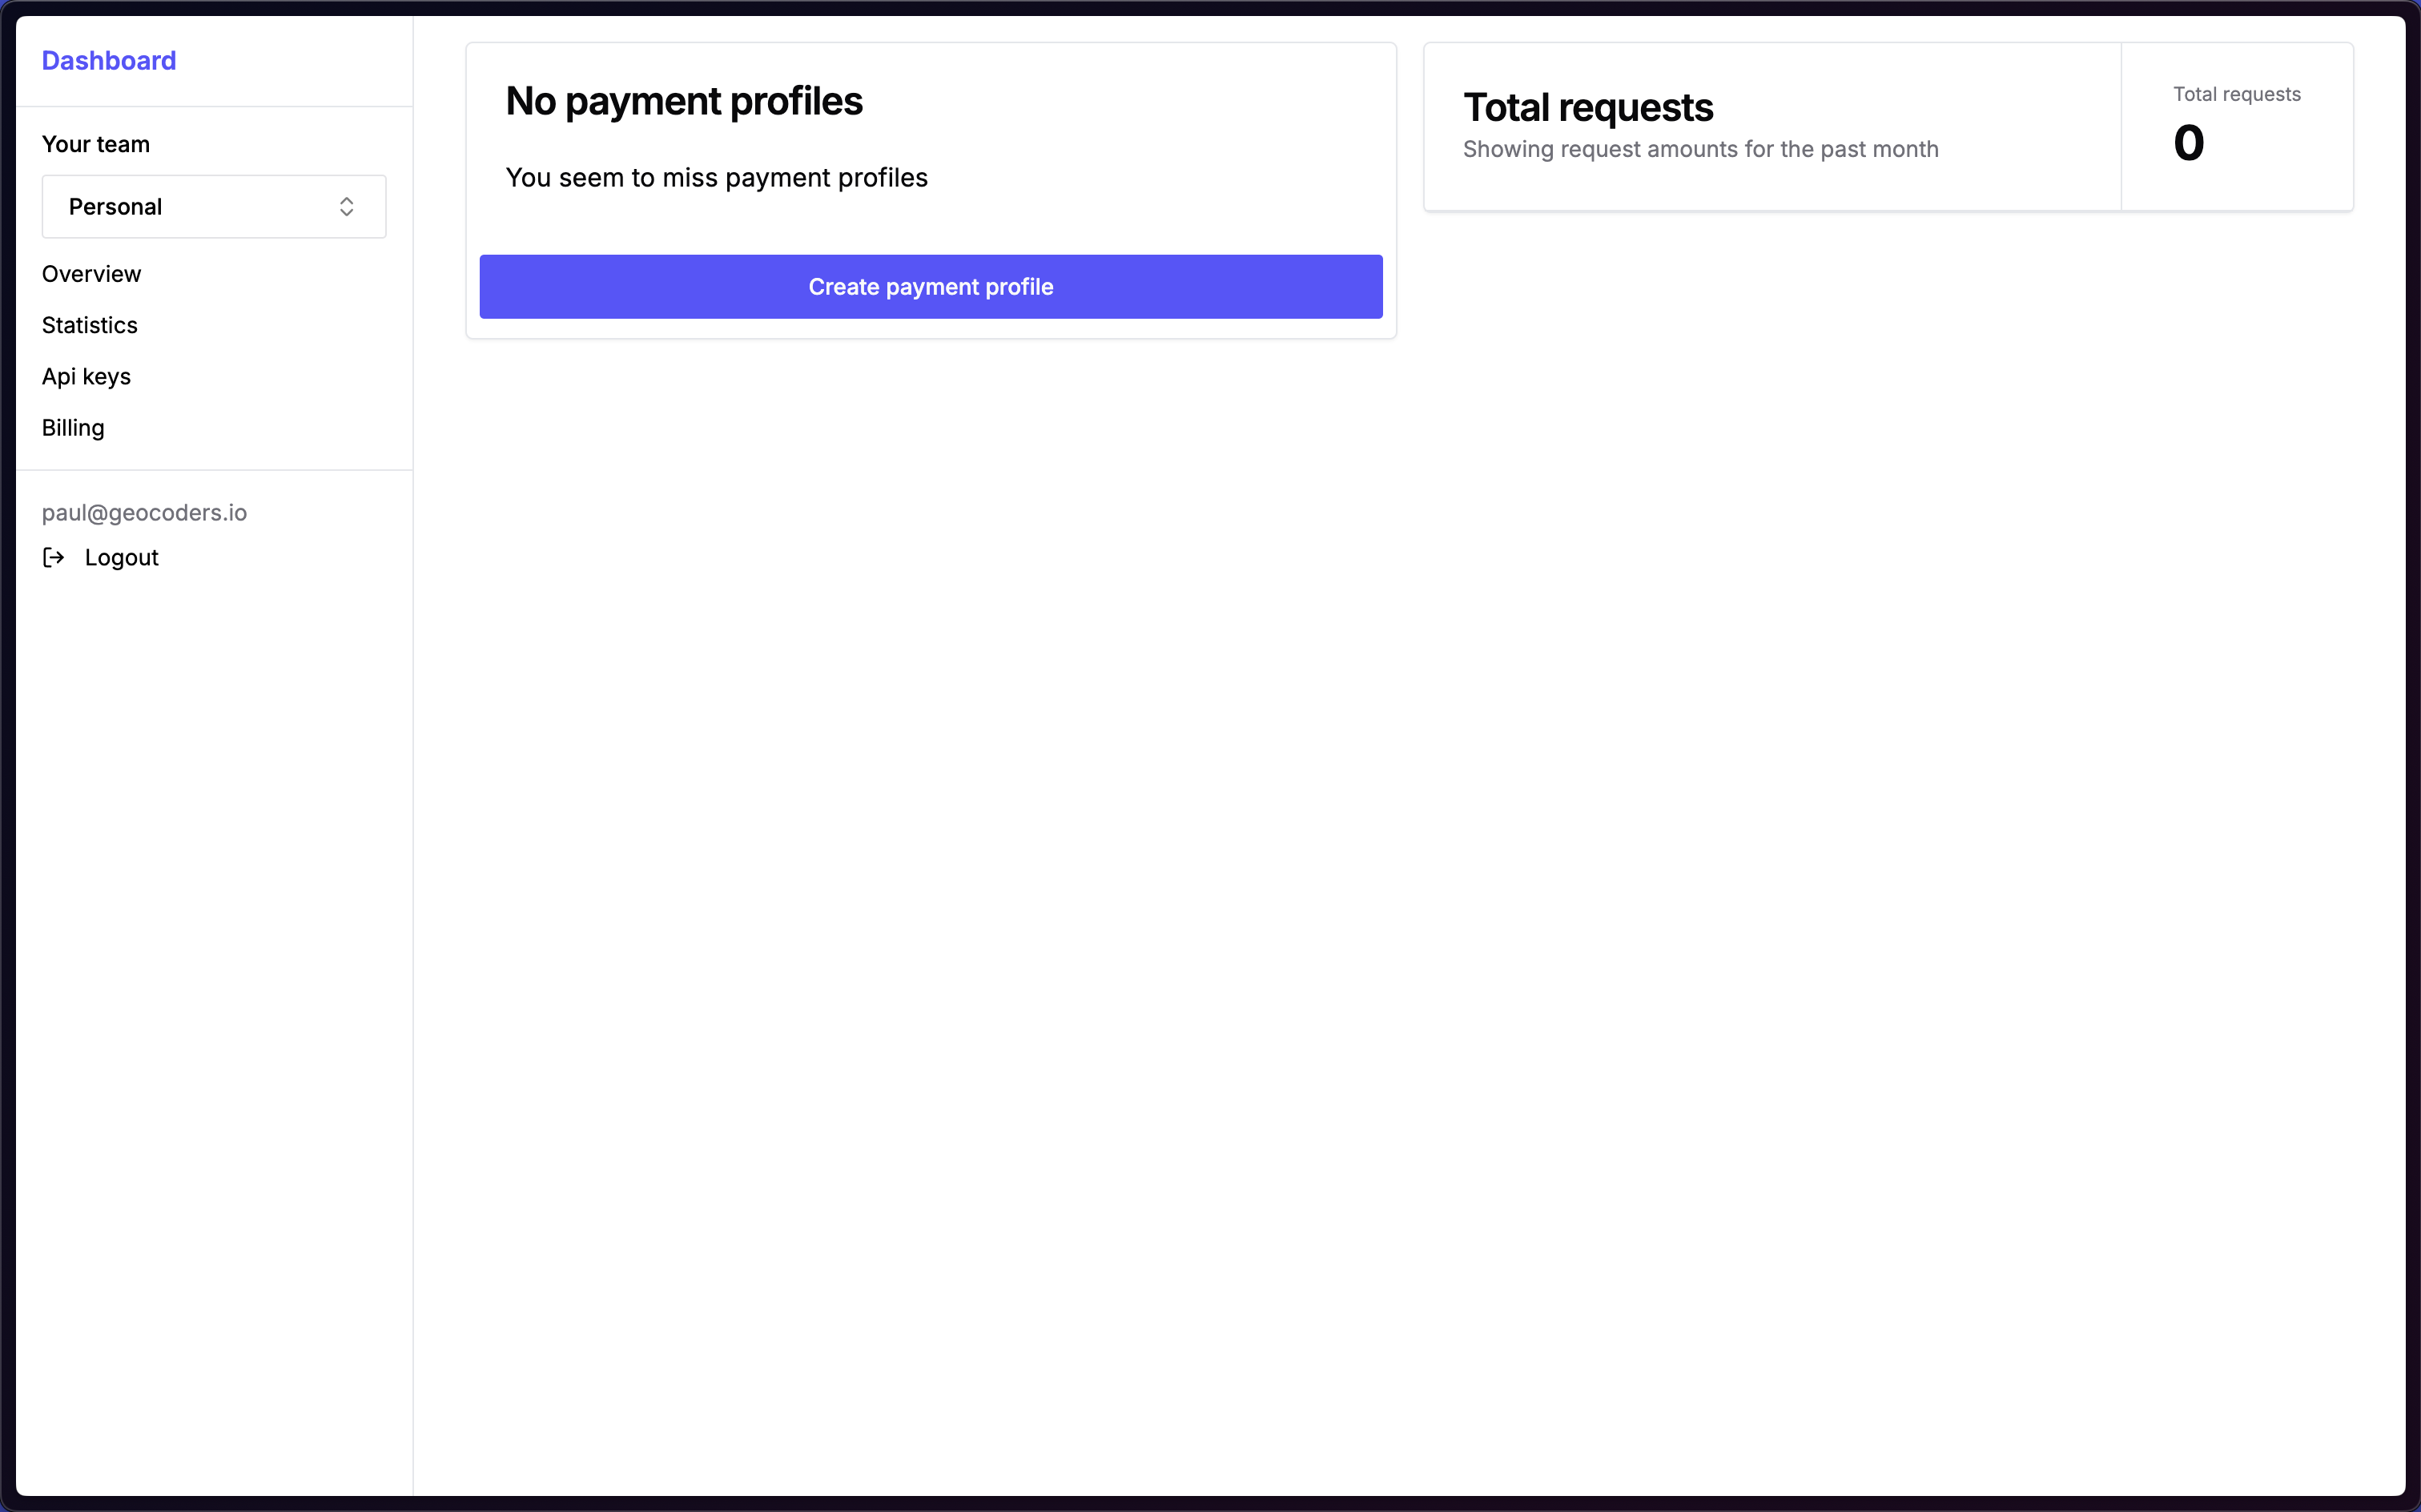 Dashboard
Your team
Personal
Overview
Statistics
Api keys
Billing
paul@geocoders.io
Logout
No payment profiles
You seem to miss payment profiles
Create payment profile
Total requests
Showing request amounts for the past month
Total requests
0